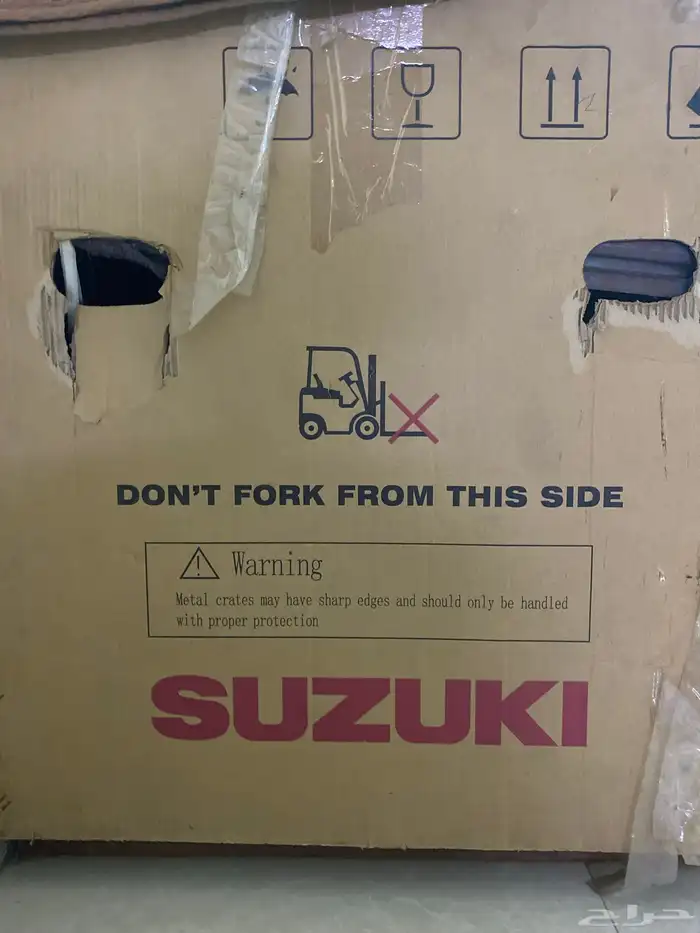 DON'T FORK FROM THIS SIDE
Warning
Metal crates may have sharp edges and should only be handled
with proper protection
SUZUKI
حراج